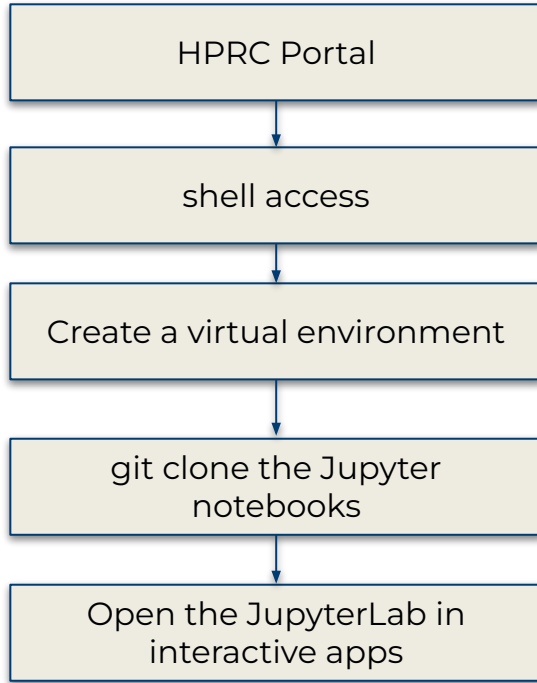 HPRC Portal
shell access
Create a virtual environment
git clone the Jupyter
notebooks
Open the JupyterLab in
interactive apps